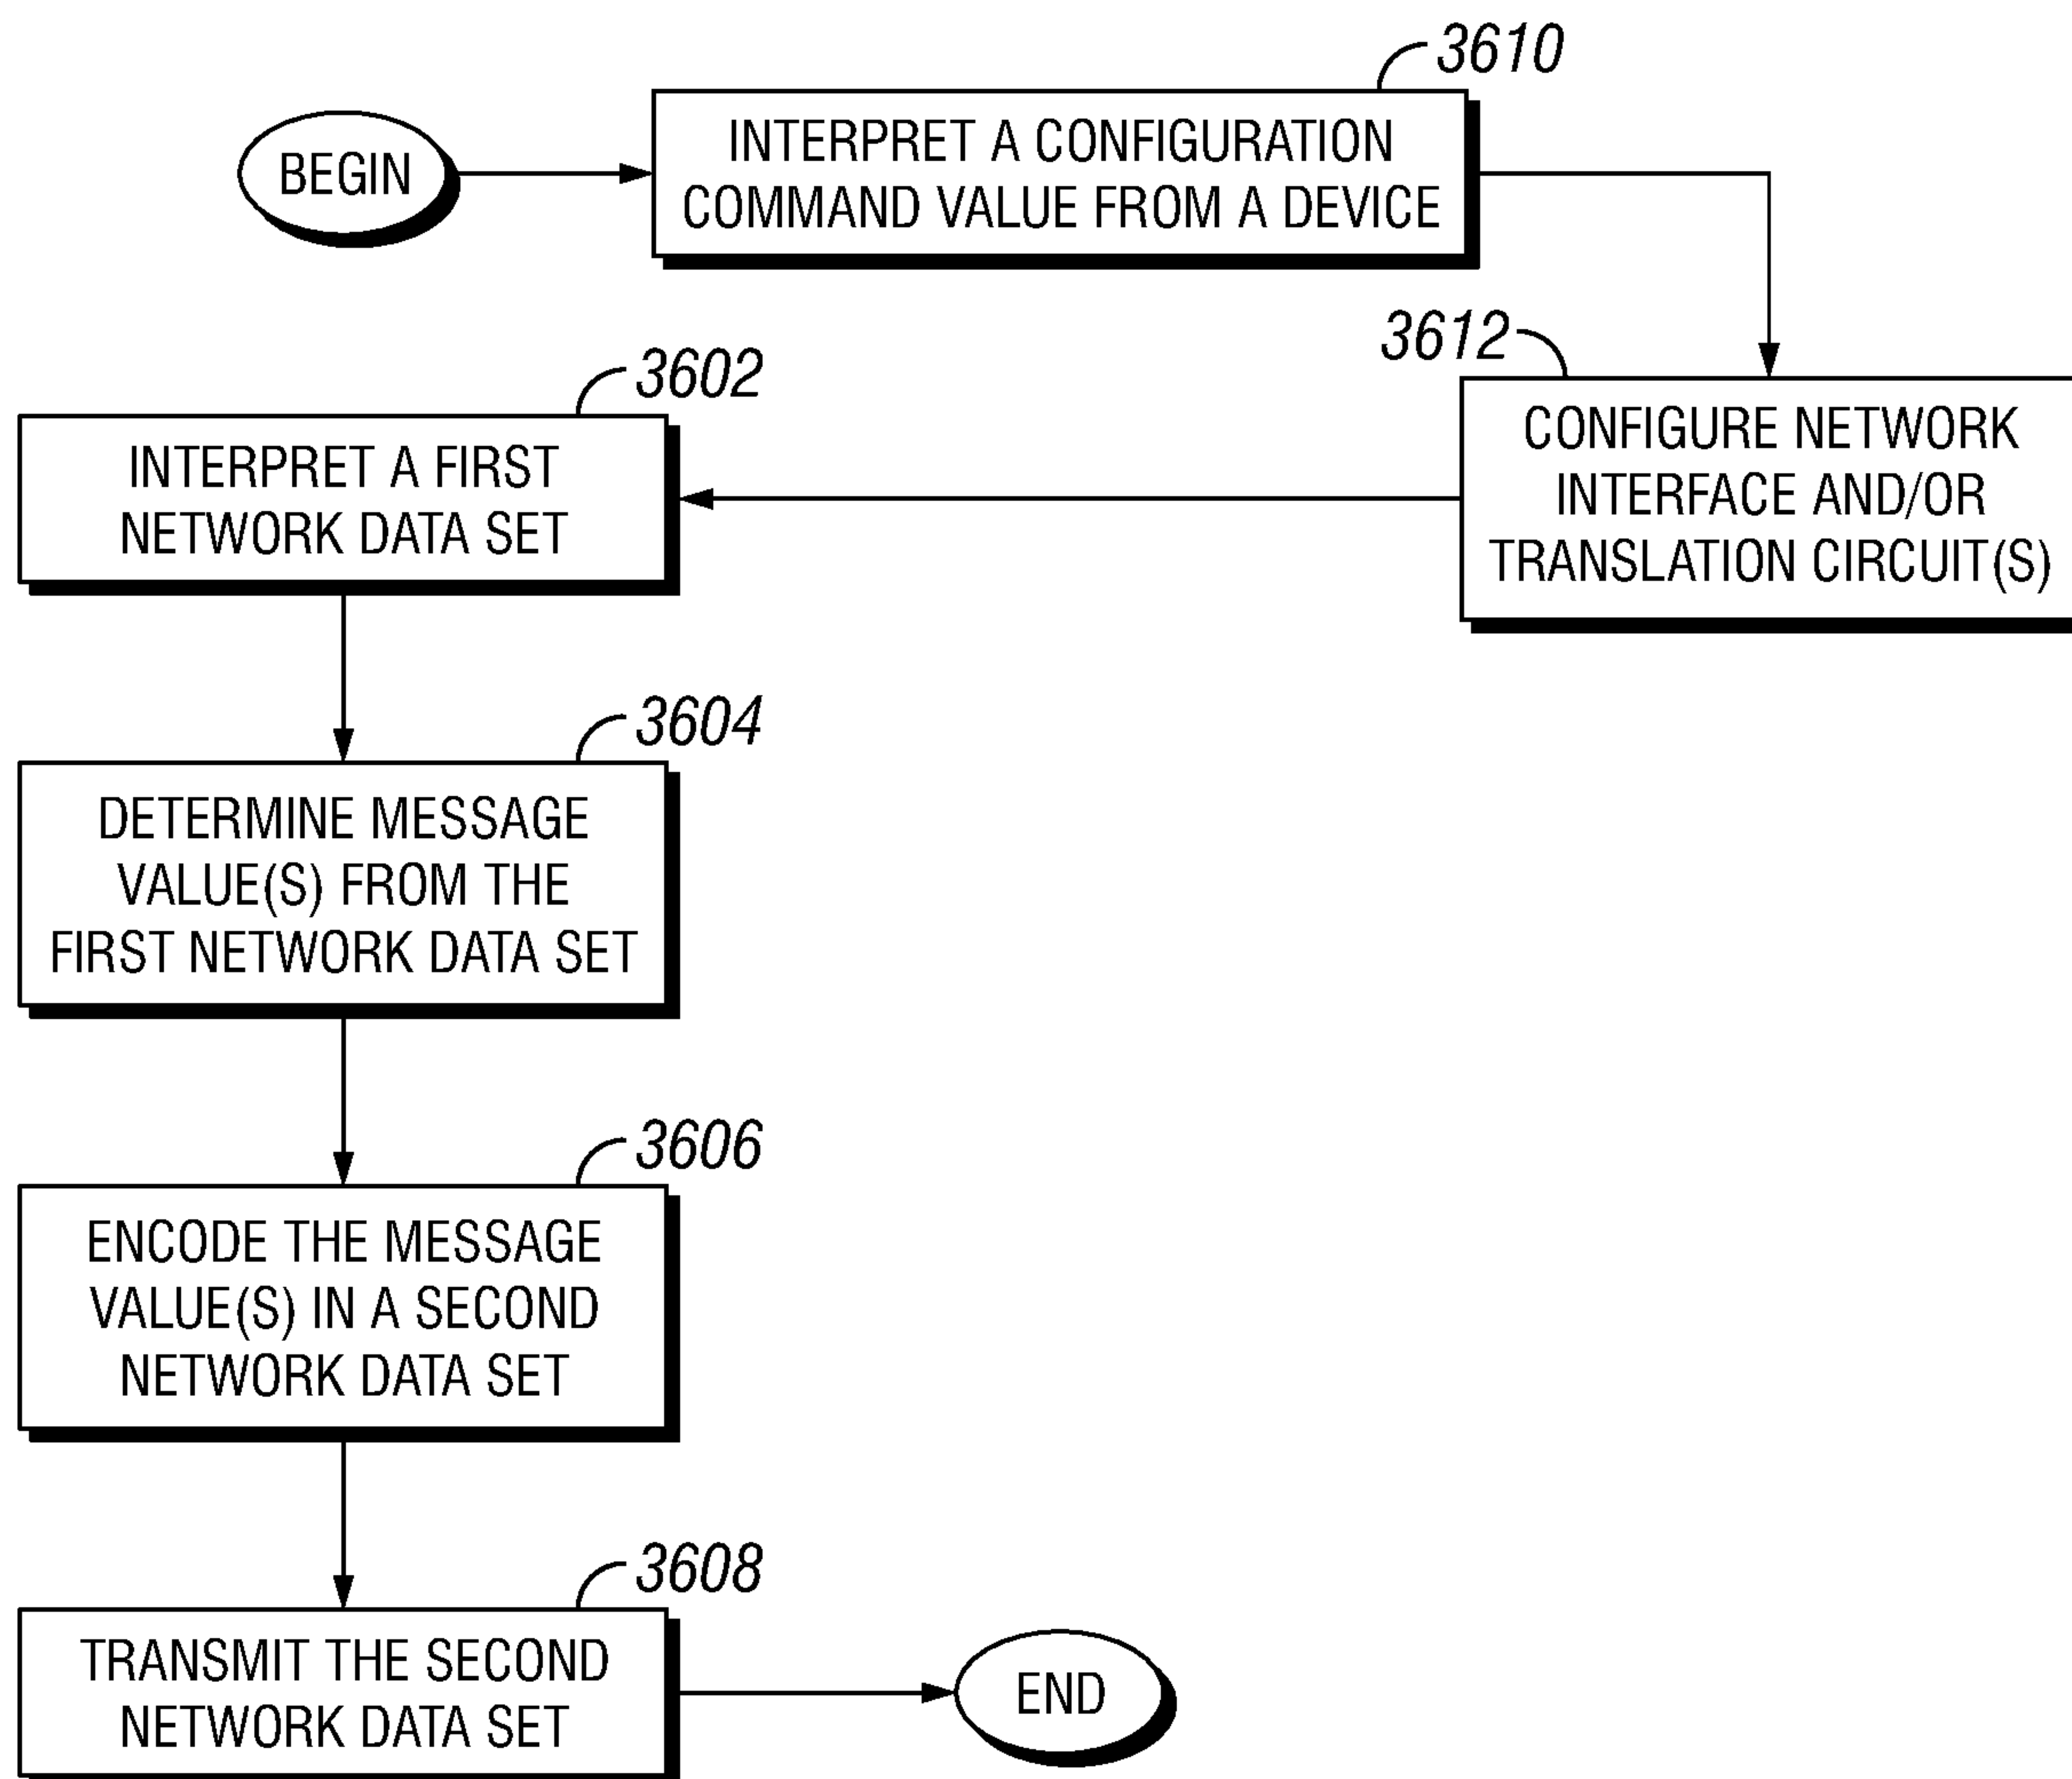 3610
BEGIN
INTERPRET A CONFIGURATION
COMMAND VALUE FROM A DEVICE
3612
CONFIGURE NETWORK
INTERFACE AND/OR
TRANSLATION CIRCUIT(S)
3602
INTERPRET A FIRST
NETWORK DATA SET
3604
DETERMINE MESSAGE
VALUE(S) FROM THE
FIRST NETWORK DATA SET
3606
ENCODE THE MESSAGE
VALUE(S) IN A SECOND
NETWORK DATA SET
3608
TRANSMIT THE SECOND
NETWORK DATA SET
END